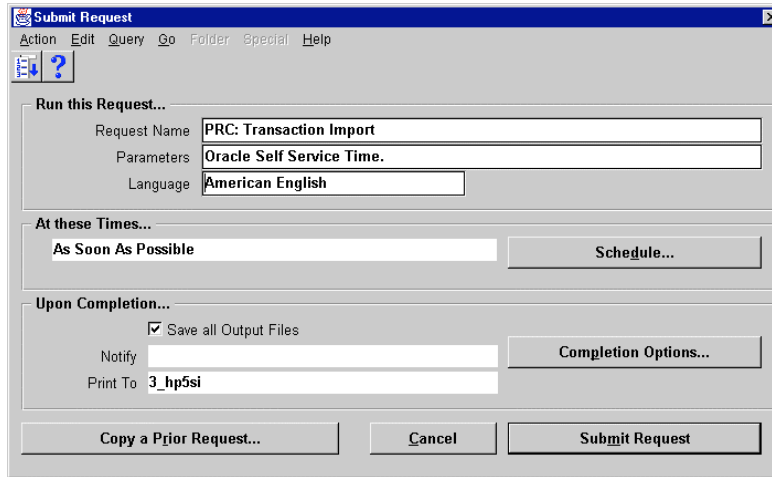 Submit Request
Action Edit Query Go Folder Special Help
Run this Request...
Request Name PRC: Transaction Import
Parameters Oracle Self Service Time.
Language American English
At these Times...
As Soon As Possible Schedule...
Upon Completion...
Save all Output Files
Notify Completion Options...
Print To 3_hp5si
Copy a Prior Request... Cancel Submit Request